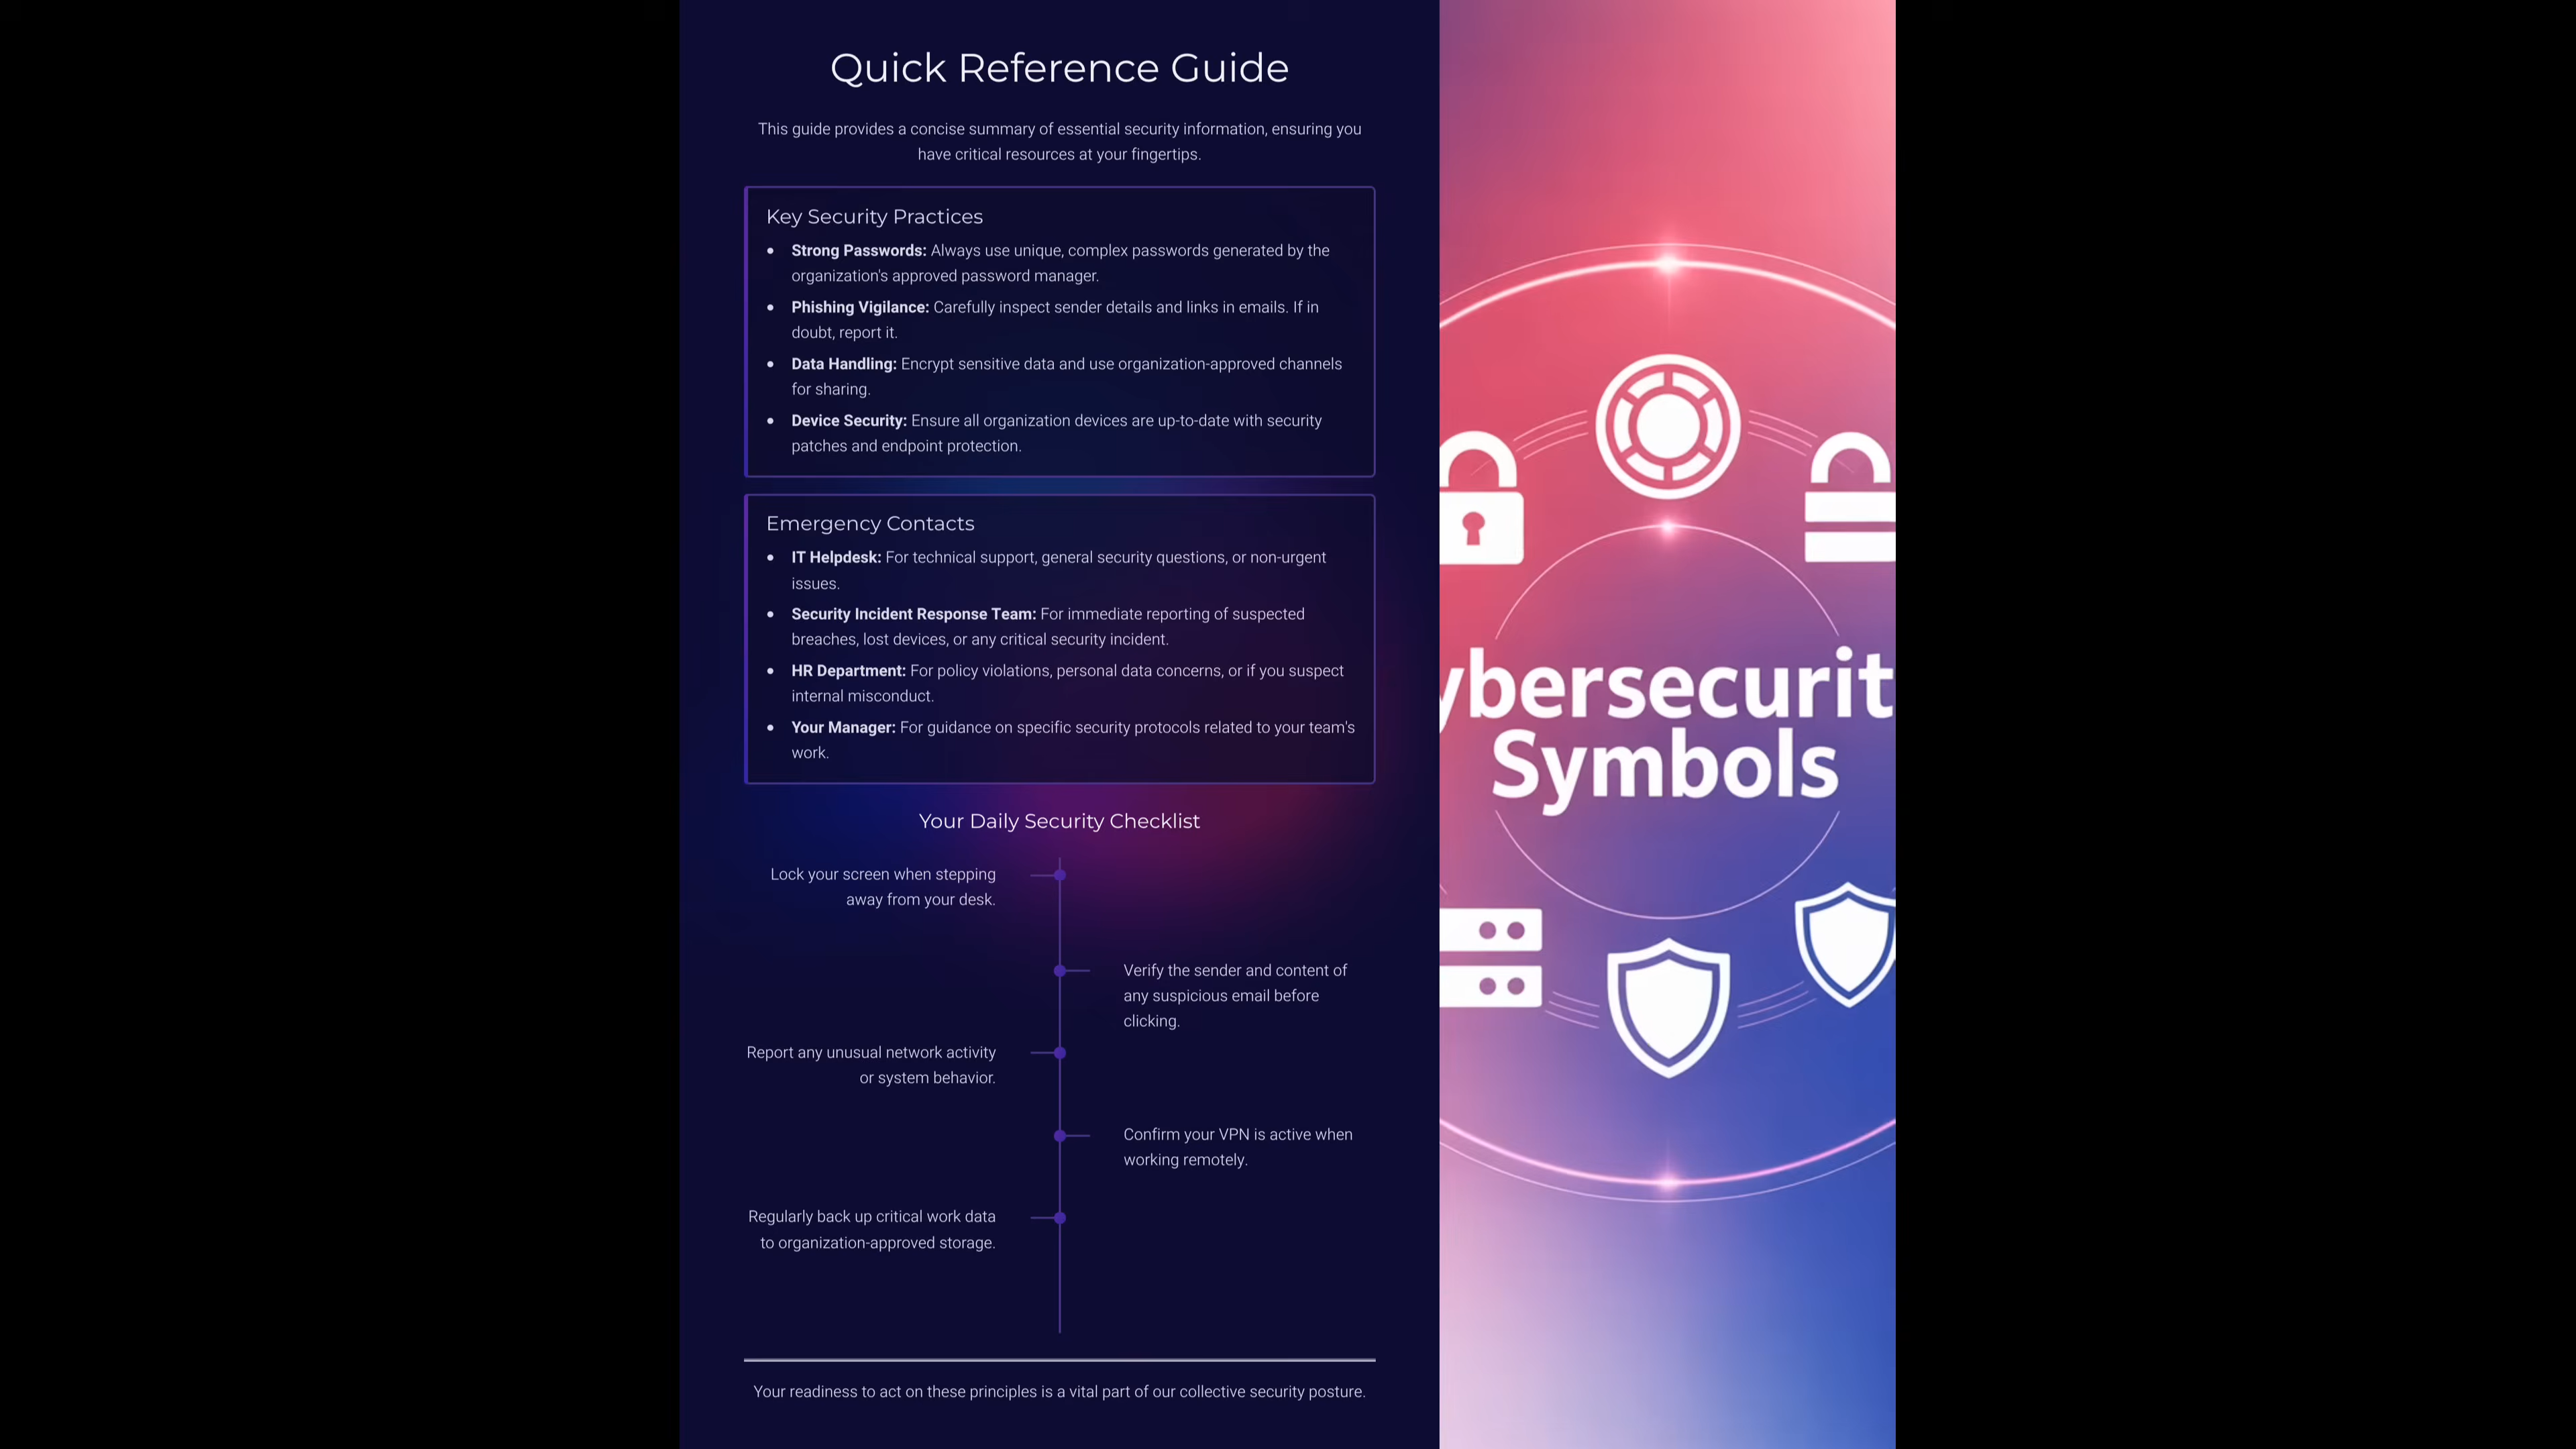 Quick Reference Guide
This guide provides a concise summary of essential security information, ensuring you
have critical resources at your fingertips.
Key Security Practices
• Strong Passwords: Always use unique, complex passwords generated by the
organization's approved password manager.
• Phishing Vigilance: Carefully inspect sender details and links in emails. If in
doubt, report it.
• Data Handling: Encrypt sensitive data and use organization-approved channels
for sharing.
• Device Security: Ensure all organization devices are up-to-date with security
patches and endpoint protection.
Emergency Contacts
• IT Helpdesk: For technical support, general security questions, or non-urgent
issues.
• Security Incident Response Team: For immediate reporting of suspected
breaches, lost devices, or any critical security incident.
• HR Department: For policy violations, personal data concerns, or if you suspect
internal misconduct.
• Your Manager: For guidance on specific security protocols related to your team's
work.
Your Daily Security Checklist
Lock your screen when stepping
away from your desk.
Verify the sender and content of
any suspicious email before
clicking.
Report any unusual network activity
or system behavior.
Confirm your VPN is active when
working remotely.
Regularly back up critical work data
to organization-approved storage.
Your readiness to act on these principles is a vital part of our collective security posture.
ybersecurit
Symbols